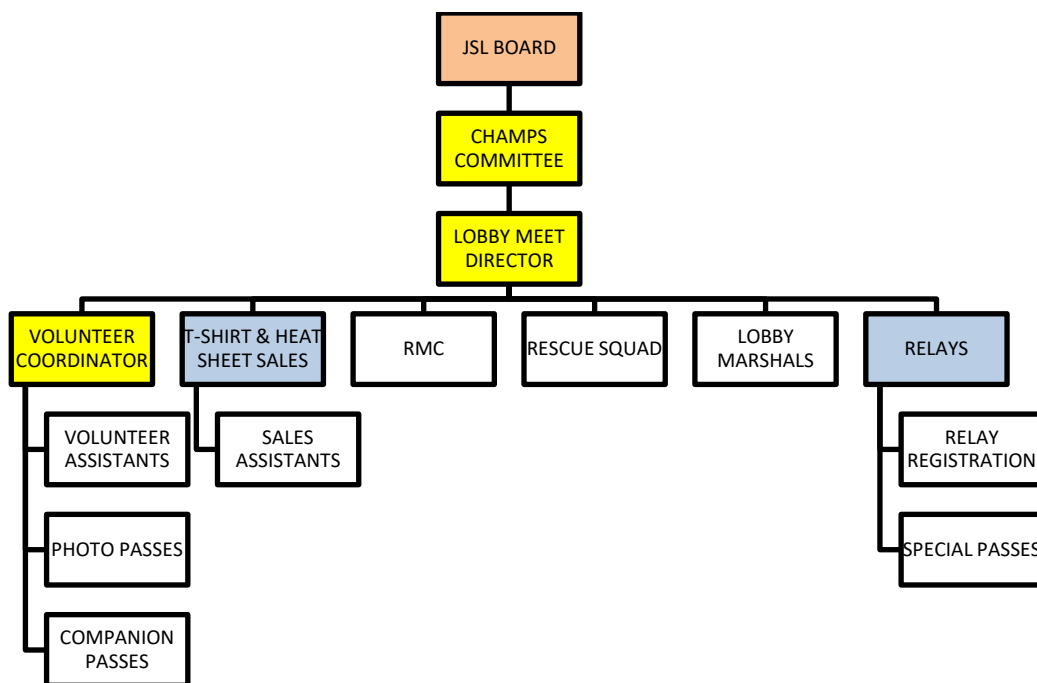 JSL BOARD
CHAMPS
COMMITTEE
LOBBY MEET
DIRECTOR
VOLUNTEER
COORDINATOR
T-SHIRT & HEAT
SHEET SALES
RMC
RESCUE SQUAD
LOBBY
MARSHALS
RELAYS
VOLUNTEER
ASSISTANTS
SALES
ASSISTANTS
RELAY
REGISTRATION
PHOTO PASSES
SPECIAL PASSES
COMPANION
PASSES